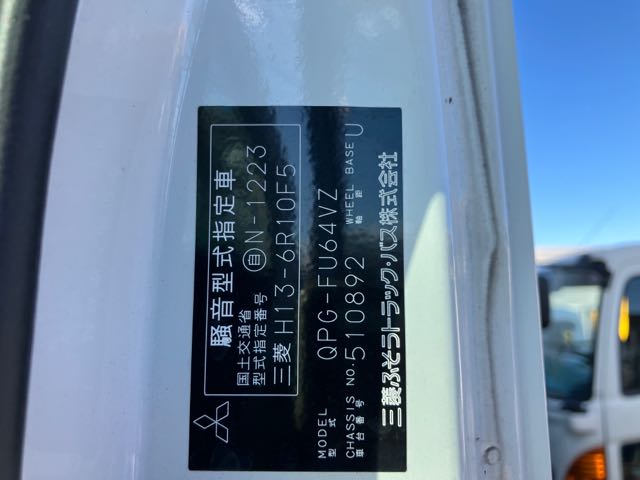 騒音型式指定車
国土交通省
型式指定番号 自N-1223
三菱 H13-6R10F5
MODEL QPG-FU64VZ
型式
CHASSIS NO. 510892 WHEEL BASE U
車台番号 軸距
三菱ふそうトラック・バス株式会社